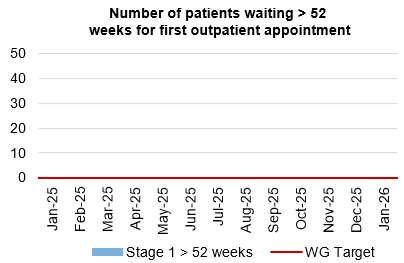 Number of patients waiting > 52
weeks for first outpatient appointment
50
40
30
20
10
0
Jan-25
Feb-25
Mar-25
Apr-25
May-25
Jun-25
Jul-25
Aug-25
Sep-25
Oct-25
Nov-25
Dec-25
Jan-26
Stage 1 > 52 weeks
WG Target